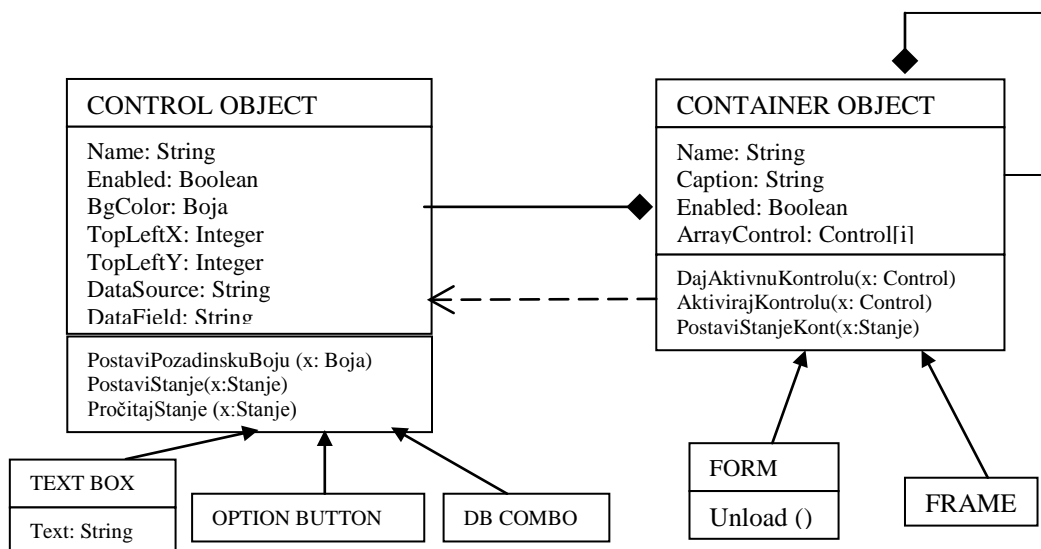 CONTROL OBJECT
Name: String
Enabled: Boolean
BgColor: Boja
TopLeftX: Integer
TopLeftY: Integer
DataSource: String
DataField: String
PostaviPozadinskuBoju (x: Boja)
PostaviStanje(x:Stanje)
PročitajStanje (x:Stanje)
CONTAINER OBJECT
Name: String
Caption: String
Enabled: Boolean
ArrayControl: Control[i]
DajAktivnuKontrolu(x: Control)
AktivirajKontrolu(x: Control)
PostaviStanjeKont(x:Stanje)
TEXT BOX
Text: String
OPTION BUTTON
DB COMBO
FORM
Unload ()
FRAME